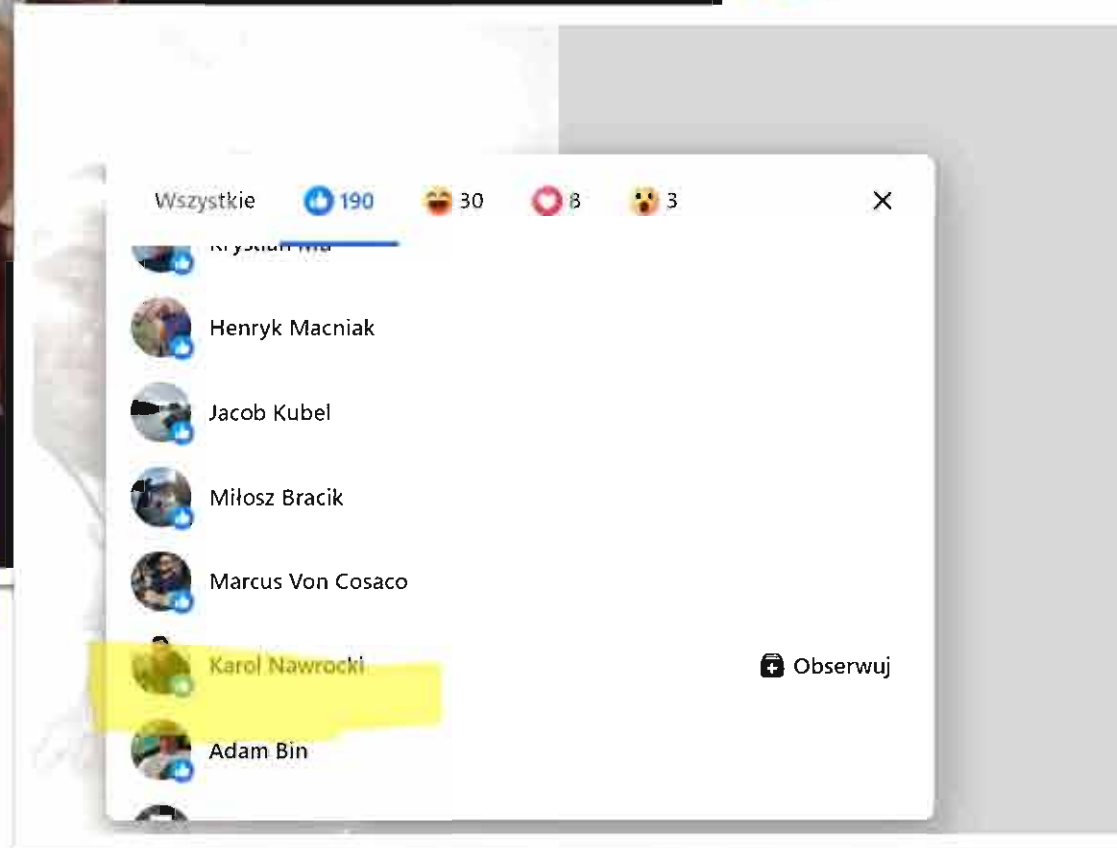 Wszystkie 190 30 8 3
Henryk Macniak
Jacob Kubel
Miłosz Bracik
Marcus Von Cosaco
Karol Nawrocki Obserwuj
Adam Bin